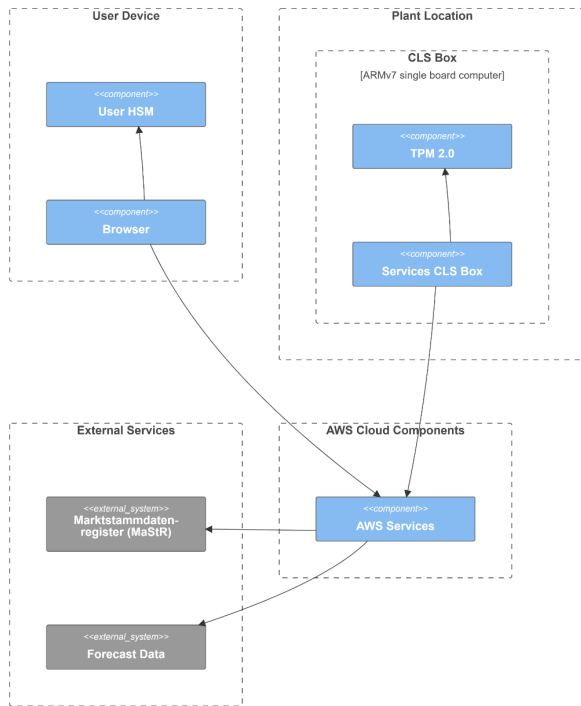 User Device
<<component>>
User HSM
<<component>>
Browser
Plant Location
CLS Box
[ARMv7 single board computer]
<<component>>
TPM 2.0
<<component>>
Services CLS Box
External Services
<<external_system>>
Marktstammdaten-
register (MaStR)
<<external_system>>
Forecast Data
AWS Cloud Components
<<component>>
AWS Services